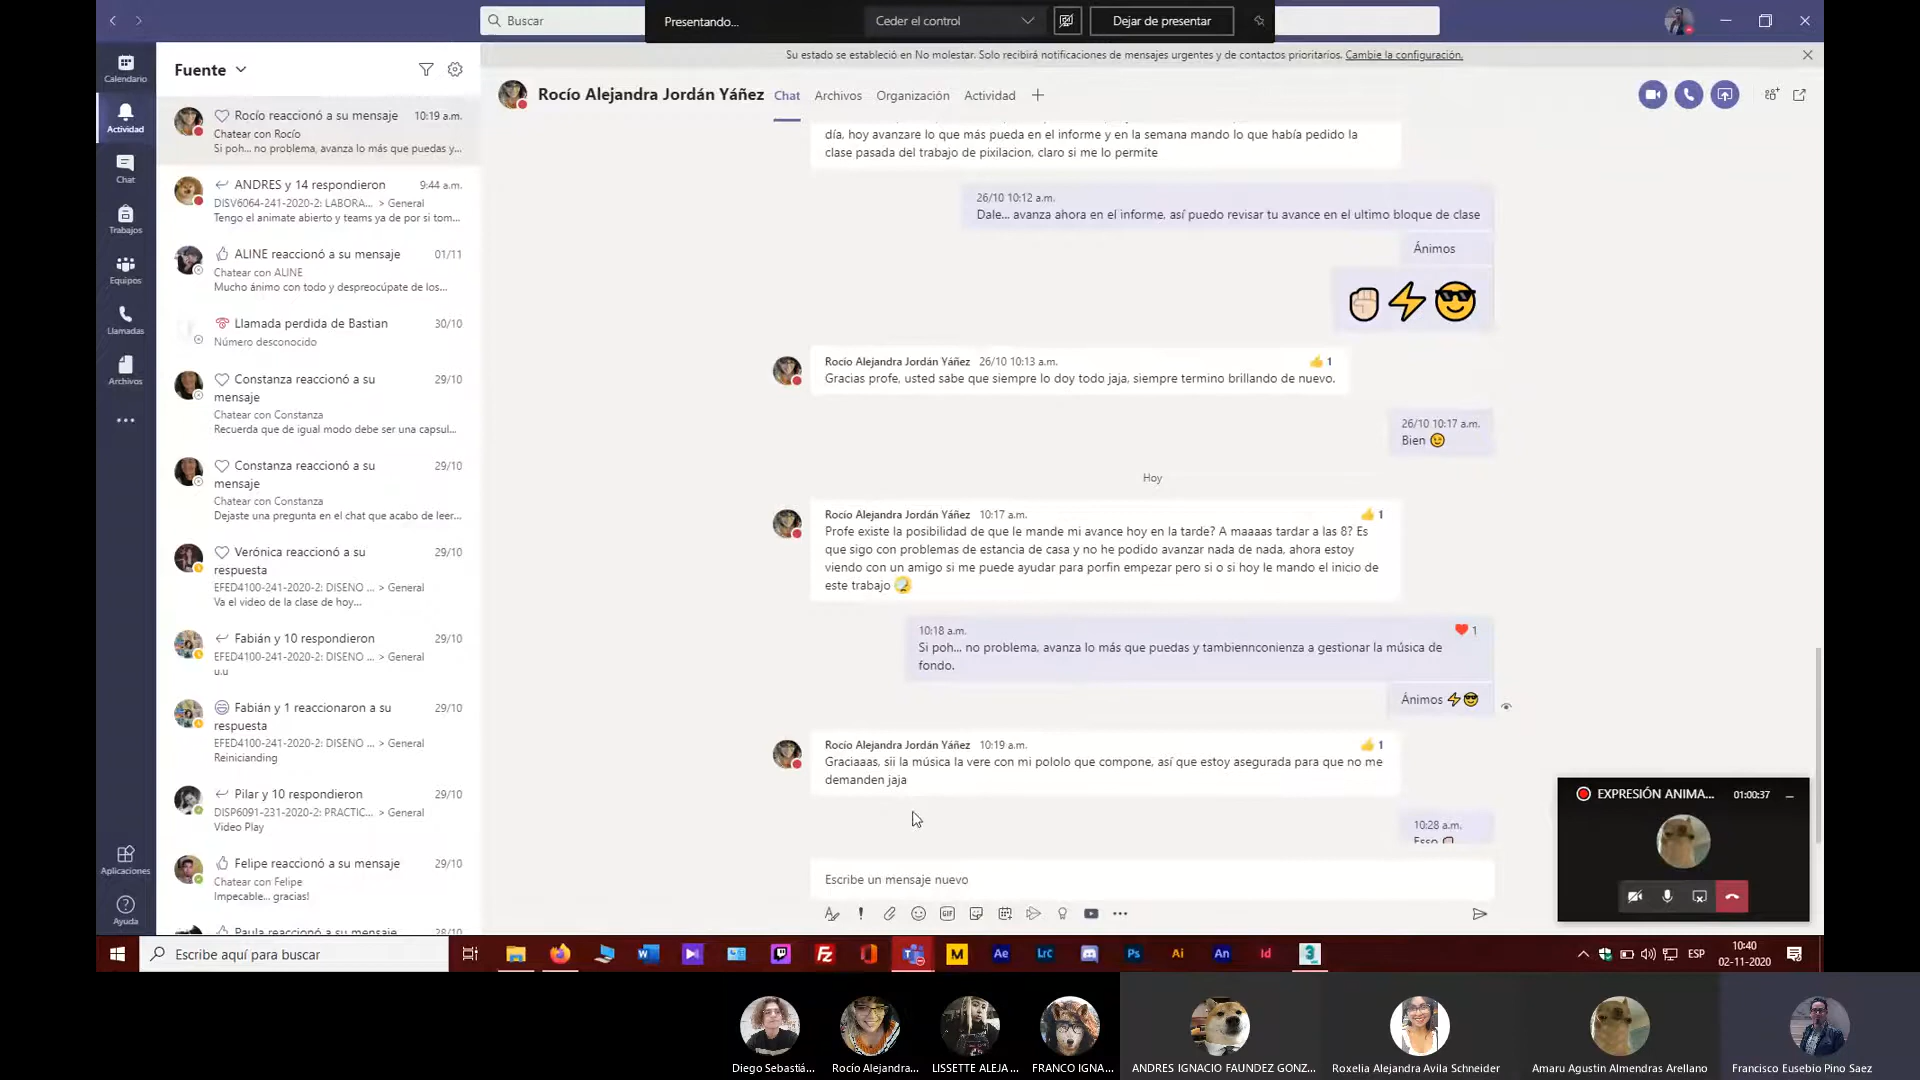 Buscar
Presentando...
Ceder el control
Dejar de presentar
Su estado se estableció en No molestar. Solo recibirá notificaciones de mensajes urgentes y de contactos prioritarios. Cambie la configuración.
Calendario
Actividad
Chat
Trabajos
Equipos
Llamadas
Archivos
Aplicaciones
Ayuda
Fuente
Rocío reaccionó a su mensaje 10:19 a.m.
Chatear con Rocío
Si poh... no problema, avanza lo más que puedas y...
ANDRES y 14 respondieron 9:44 a.m.
DISV6064-241-2020-2: LABORA... > General
Tengo el animate abierto y teams ya de por si tom...
ALINE reaccionó a su mensaje 01/11
Chatear con ALINE
Mucho ánimo con todo y despreocúpate de los...
Llamada perdida de Bastian 30/10
Número desconocido
Constanza reaccionó a su 29/10
mensaje
Chatear con Constanza
Recuerda que de igual modo debe ser una capsul...
Constanza reaccionó a su 29/10
mensaje
Chatear con Constanza
Dejaste una pregunta en el chat que acabo de leer...
Verónica reaccionó a su 29/10
respuesta
EFED4100-241-2020-2: DISENO ... > General
Va el video de la clase de hoy...
Fabián y 10 respondieron 29/10
EFED4100-241-2020-2: DISENO ... > General
u.u
Fabián y 1 reaccionaron a su 29/10
respuesta
EFED4100-241-2020-2: DISENO ... > General
Reinicianding
Pilar y 10 respondieron 29/10
DISP6091-231-2020-2: PRACTIC... > General
Video Play
Felipe reaccionó a su mensaje 29/10
Chatear con Felipe
Impecable... gracias!
Paula reaccionó a su mensaje 28/10
Rocío Alejandra Jordán Yáñez Chat Archivos Organización Actividad
día, hoy avanzare lo que más pueda en el informe y en la semana mando lo que había pedido la
clase pasada del trabajo de pixilacion, claro si me lo permite
26/10 10:12 a.m.
Dale... avanza ahora en el informe, así puedo revisar tu avance en el ultimo bloque de clase
Ánimos
✊🏻⚡😎
Rocío Alejandra Jordán Yáñez 26/10 10:13 a.m. 👍 1
Gracias profe, usted sabe que siempre lo doy todo jaja, siempre termino brillando de nuevo.
26/10 10:17 a.m.
Bien 😉
Hoy
Rocío Alejandra Jordán Yáñez 10:17 a.m. 👍 1
Profe existe la posibilidad de que le mande mi avance hoy en la tarde? A maaaas tardar a las 8? Es
que sigo con problemas de estancia de casa y no he podido avanzar nada de nada, ahora estoy
viendo con un amigo si me puede ayudar para porfin empezar pero si o si hoy le mando el inicio de
este trabajo
10:18 a.m. ❤ 1
Si poh... no problema, avanza lo más que puedas y tambiennconienza a gestionar la música de
fondo.
Ánimos ⚡😎
Rocío Alejandra Jordán Yáñez 10:19 a.m. 👍 1
Graciaaas, sii la música la vere con mi pololo que compone, así que estoy asegurada para que no me
demanden jaja
10:28 a.m.
Esso
Escribe un mensaje nuevo
GIF
EXPRESIÓN ANIMA... 01:00:37
Escribe aquí para buscar
M Ae LrC Ps Ai An Id 3
ESP
10:40
02-11-2020
Diego Sebastiá...
Rocío Alejandra...
LISSETTE ALEJA ...
FRANCO IGNA...
ANDRES IGNACIO FAUNDEZ GONZ...
Roxelia Alejandra Avila Schneider
Amaru Agustin Almendras Arellano
Francisco Eusebio Pino Saez